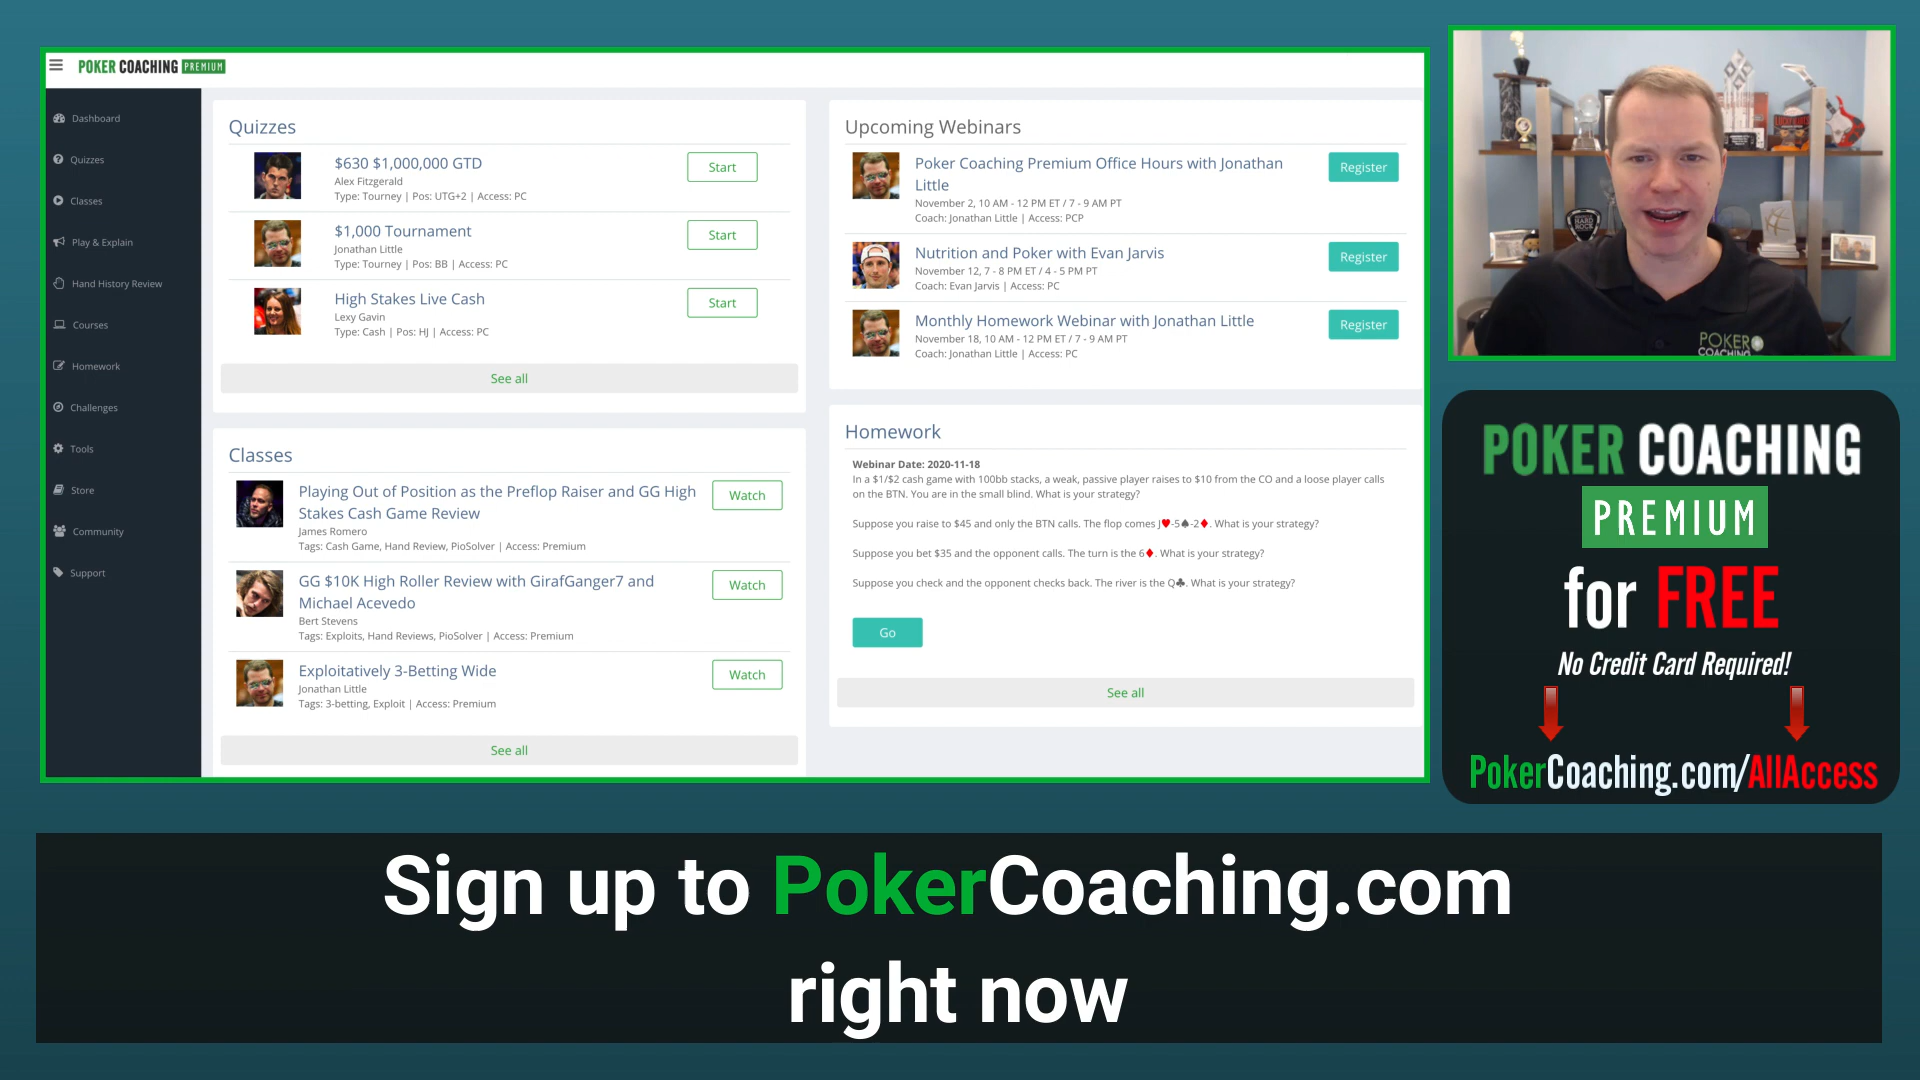 POKER COACHING PREMIUM
Dashboard
Quizzes
Classes
Play & Explain
Hand History Review
Courses
Homework
Challenges
Tools
Store
Community
Support
Quizzes
$630 $1,000,000 GTD
Alex Fitzgerald
Type: Tourney | Pos: UTG+2 | Access: PC
Start
$1,000 Tournament
Jonathan Little
Type: Tourney | Pos: BB | Access: PC
Start
High Stakes Live Cash
Lexy Gavin
Type: Cash | Pos: HJ | Access: PC
Start
See all
Classes
Playing Out of Position as the Preflop Raiser and GG High
Stakes Cash Game Review
James Romero
Tags: Cash Game, Hand Review, PioSolver | Access: Premium
Watch
GG $10K High Roller Review with GirafGanger7 and
Michael Acevedo
Bert Stevens
Tags: Exploits, Hand Reviews, PioSolver | Access: Premium
Watch
Exploitatively 3-Betting Wide
Jonathan Little
Tags: 3-betting, Exploit | Access: Premium
Watch
See all
Upcoming Webinars
Poker Coaching Premium Office Hours with Jonathan
Little
November 2, 10 AM - 12 PM ET / 7 - 9 AM PT
Coach: Jonathan Little | Access: PCP
Register
Nutrition and Poker with Evan Jarvis
November 12, 7 - 8 PM ET / 4 - 5 PM PT
Coach: Evan Jarvis | Access: PC
Register
Monthly Homework Webinar with Jonathan Little
November 18, 10 AM - 12 PM ET / 7 - 9 AM PT
Coach: Jonathan Little | Access: PC
Register
Homework
Webinar Date: 2020-11-18
In a $1/$2 cash game with 100bb stacks, a weak, passive player raises to $10 from the CO and a loose player calls
on the BTN. You are in the small blind. What is your strategy?
Suppose you raise to $45 and only the BTN calls. The flop comes J♥-5♠-2♦. What is your strategy?
Suppose you bet $35 and the opponent calls. The turn is the 6♦. What is your strategy?
Suppose you check and the opponent checks back. The river is the Q♣. What is your strategy?
Go
See all
POKER
COACHING
POKER COACHING
PREMIUM
for FREE
No Credit Card Required!
PokerCoaching.com/AllAccess
Sign up to PokerCoaching.com
right now